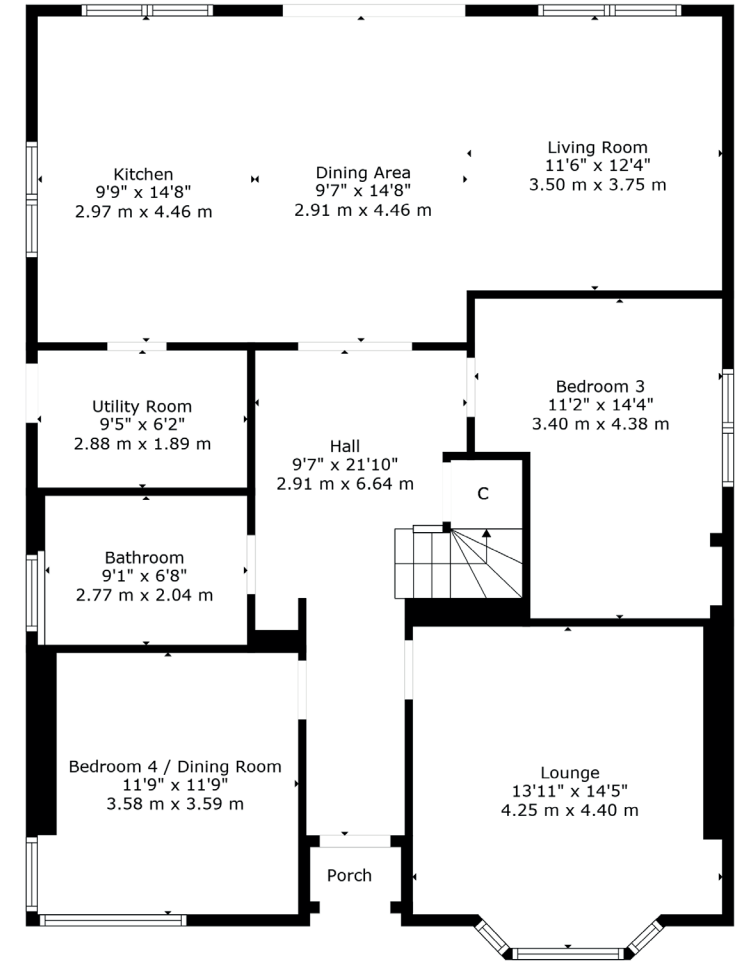 Kitchen
9'9" x 14'8"
2.97 m x 4.46 m
Dining Area
9'7" x 14'8"
2.91 m x 4.46 m
Living Room
11'6" x 12'4"
3.50 m x 3.75 m
Utility Room
9'5" x 6'2"
2.88 m x 1.89 m
Hall
9'7" x 21'10"
2.91 m x 6.64 m
Bedroom 3
11'2" x 14'4"
3.40 m x 4.38 m
C
Bathroom
9'1" x 6'8"
2.77 m x 2.04 m
Bedroom 4 / Dining Room
11'9" x 11'9"
3.58 m x 3.59 m
Lounge
13'11" x 14'5"
4.25 m x 4.40 m
Porch